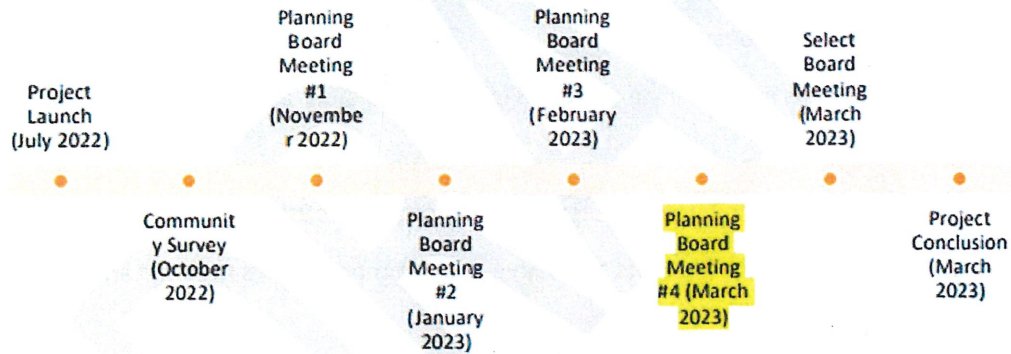 Project
Launch
(July 2022)
Communit
y Survey
(October
2022)
Planning
Board
Meeting
#1
(Novembe
r 2022)
Planning
Board
Meeting
#2
(January
2023)
Planning
Board
Meeting
#3
(February
2023)
Planning
Board
Meeting
#4 (March
2023)
Select
Board
Meeting
(March
2023)
Project
Conclusion
(March
2023)